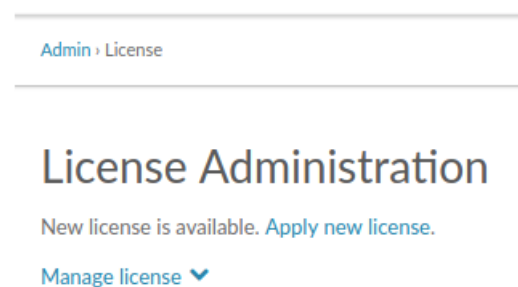 Admin › License
License Administration
New license is available. Apply new license.
Manage license